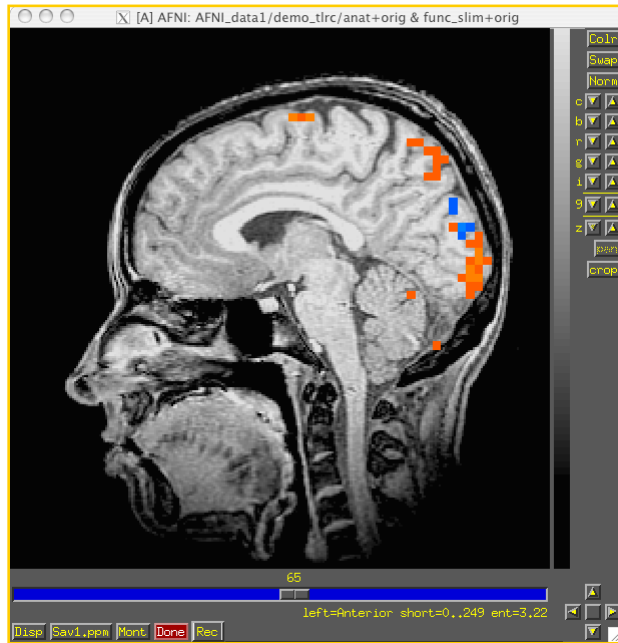 X [A] AFNI: AFNI_data1/demo_tlrc/anat+orig & func_slim+orig
Colr
Swap
Norm
c
b
r
g
i
9
z
pan
crop
65
left=Anterior short=0..249 ent=3.22
Disp Sav1.ppm Mont Done Rec